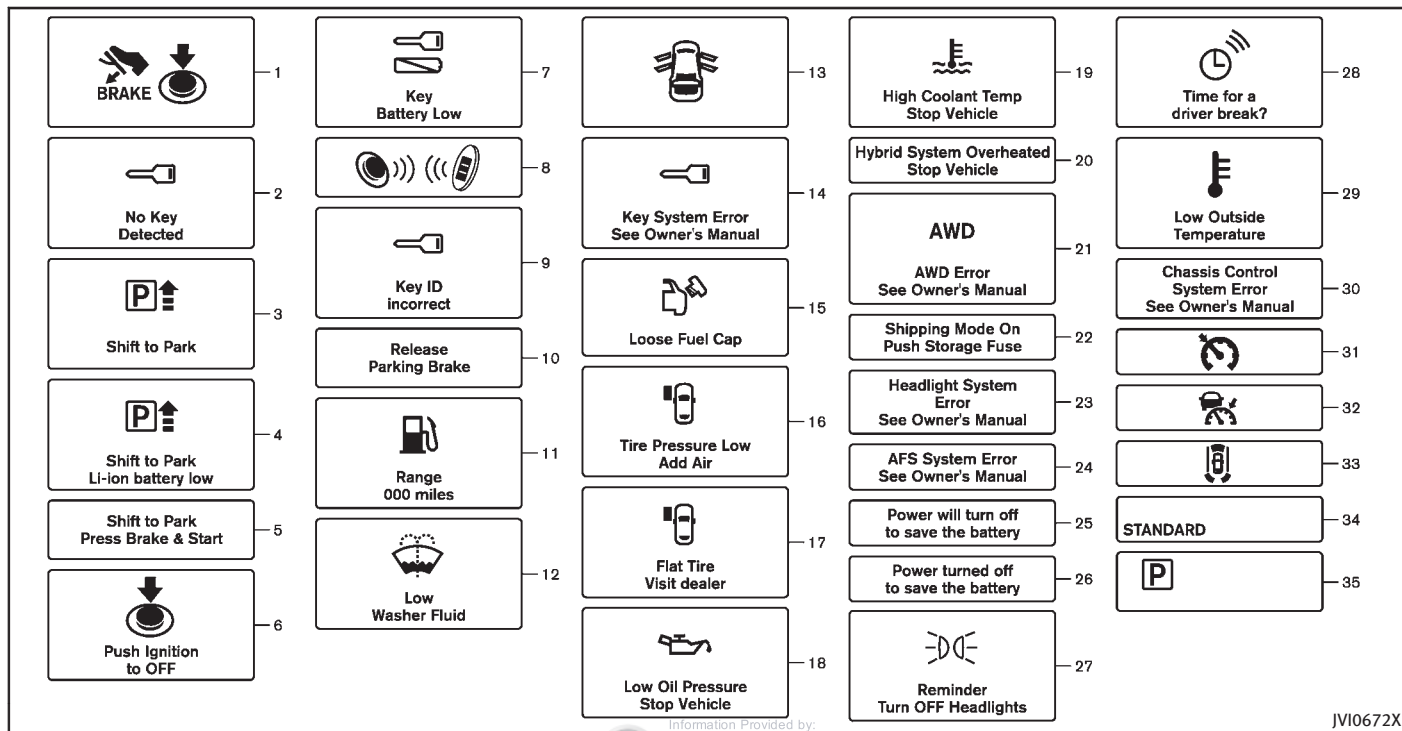 BRAKE
1
No Key
Detected
2
P
Shift to Park
3
P
Shift to Park
Li-ion battery low
4
Shift to Park
Press Brake & Start
5
Push Ignition
to OFF
6
Key
Battery Low
7
8
Key ID
incorrect
9
Release
Parking Brake
10
Range
000 miles
11
Low
Washer Fluid
12
13
Key System Error
See Owner's Manual
14
Loose Fuel Cap
15
Tire Pressure Low
Add Air
16
Flat Tire
Visit dealer
17
Low Oil Pressure
Stop Vehicle
18
High Coolant Temp
Stop Vehicle
19
Hybrid System Overheated
Stop Vehicle
20
AWD
AWD Error
See Owner's Manual
21
Shipping Mode On
Push Storage Fuse
22
Headlight System
Error
See Owner's Manual
23
AFS System Error
See Owner's Manual
24
Power will turn off
to save the battery
25
Power turned off
to save the battery
26
Reminder
Turn OFF Headlights
27
Time for a
driver break?
28
Low Outside
Temperature
29
Chassis Control
System Error
See Owner's Manual
30
31
32
33
STANDARD
34
P
35
Information Provided by:
JVI0672X